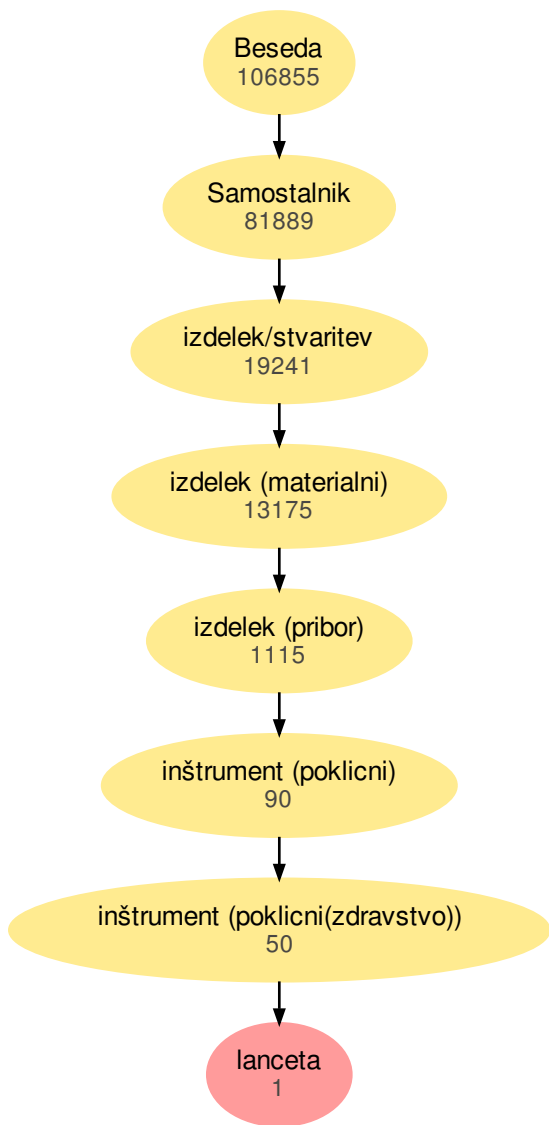 Beseda
106855
Samostalnik
81889
izdelek/stvaritev
19241
izdelek (materialni)
13175
izdelek (pribor)
1115
inštrument (poklicni)
90
inštrument (poklicni(zdravstvo))
50
lanceta
1